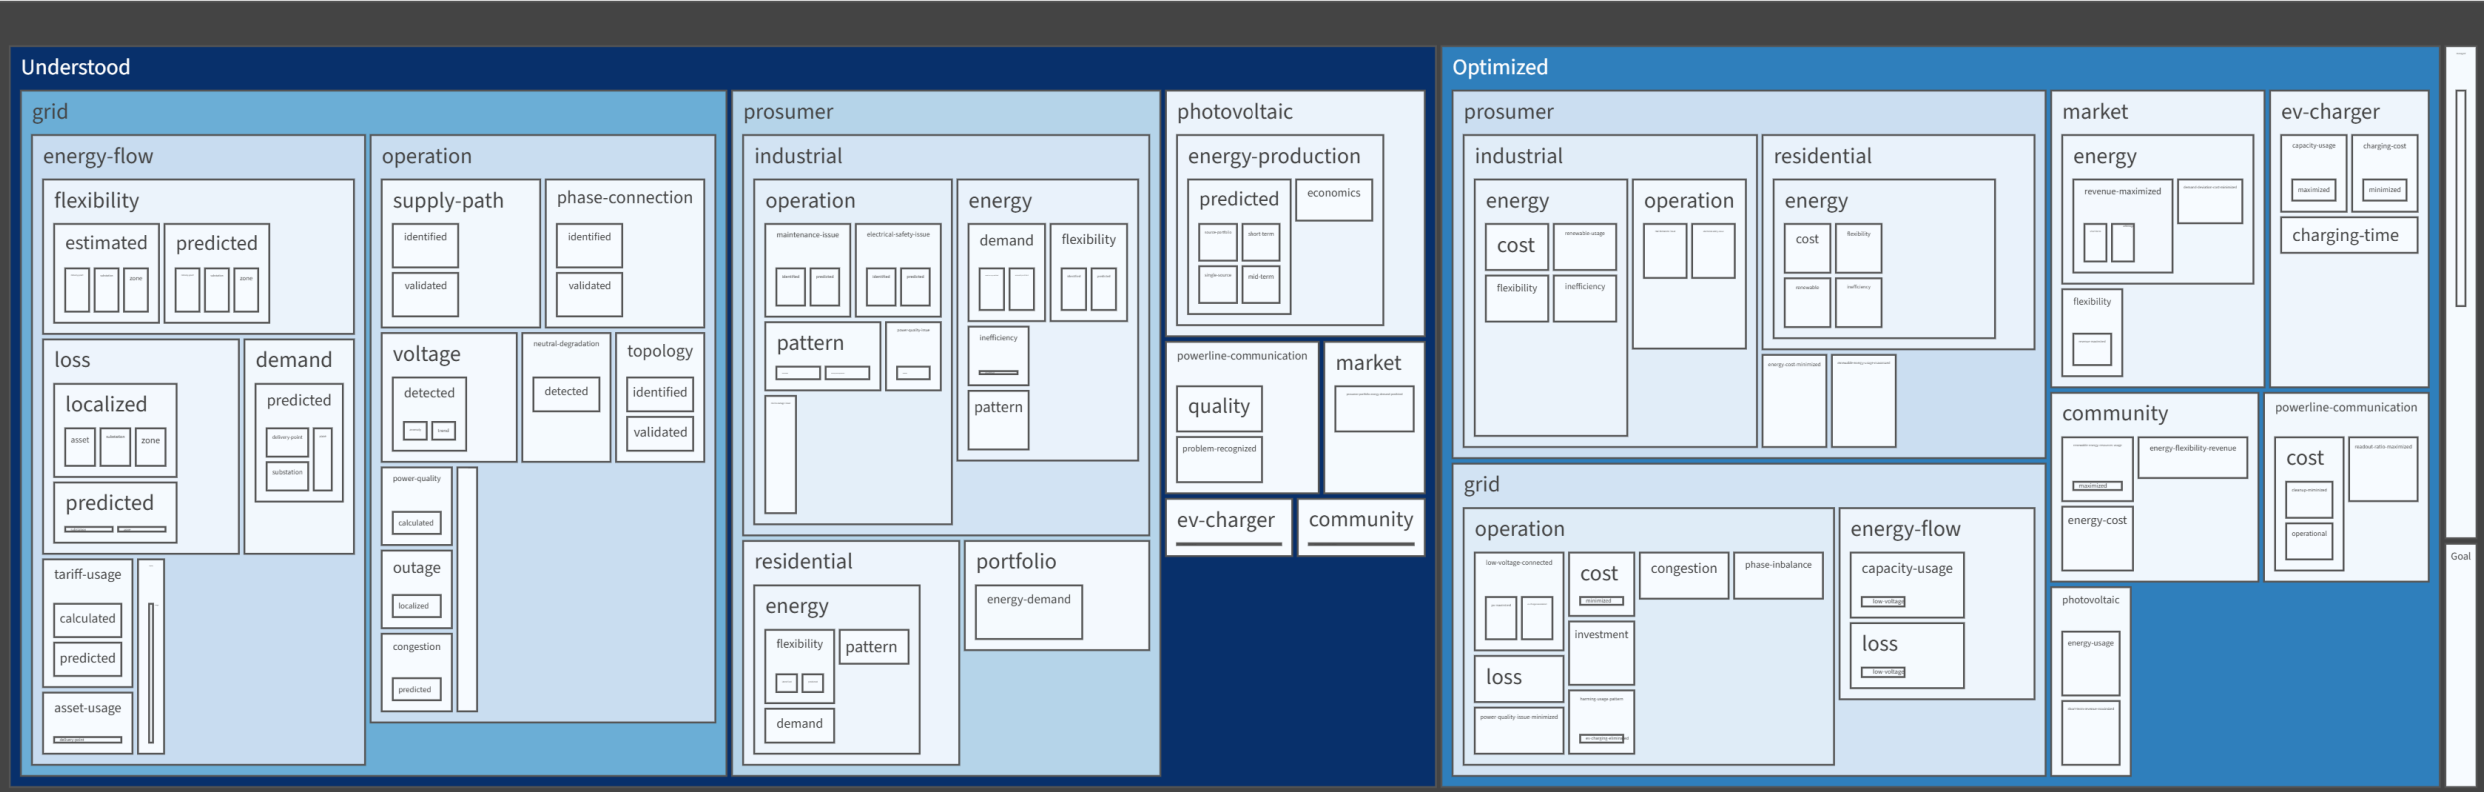 Understood
grid
energy-flow
flexibility
estimated
zone
predicted
zone
loss
localized
asset
substation
zone
predicted
demand
predicted
delivery-point
substation
tariff-usage
calculated
predicted
asset-usage
delivery-point
operation
supply-path
identified
validated
phase-connection
identified
validated
voltage
detected
trend
neutral-degradation
detected
topology
identified
validated
power-quality
calculated
outage
localized
congestion
predicted
prosumer
industrial
operation
maintenance-issue
identified
predicted
electrical-safety-issue
identified
predicted
pattern
power-quality-issue
energy
demand
flexibility
inefficiency
pattern
residential
energy
flexibility
pattern
demand
portfolio
energy-demand
photovoltaic
energy-production
predicted
short-term
single-source
mid-term
economics
powerline-communication
quality
problem-recognized
market
ev-charger
community
Optimized
prosumer
industrial
energy
cost
renewable-usage
flexibility
inefficiency
operation
residential
energy
cost
flexibility
renewable
inefficiency
energy-cost-minimized
grid
operation
low-voltage-connected
cost
minimized
congestion
phase-inbalance
loss
investment
power-quality-issue-minimized
harming-usage-pattern
energy-flow
capacity-usage
low-voltage
loss
low-voltage
market
energy
revenue-maximized
flexibility
ev-charger
capacity-usage
maximized
charging-cost
minimized
charging-time
community
maximized
energy-flexibility-revenue
energy-cost
powerline-communication
cost
cleanup-minimized
operational
readout-ratio-maximized
photovoltaic
energy-usage
Goal